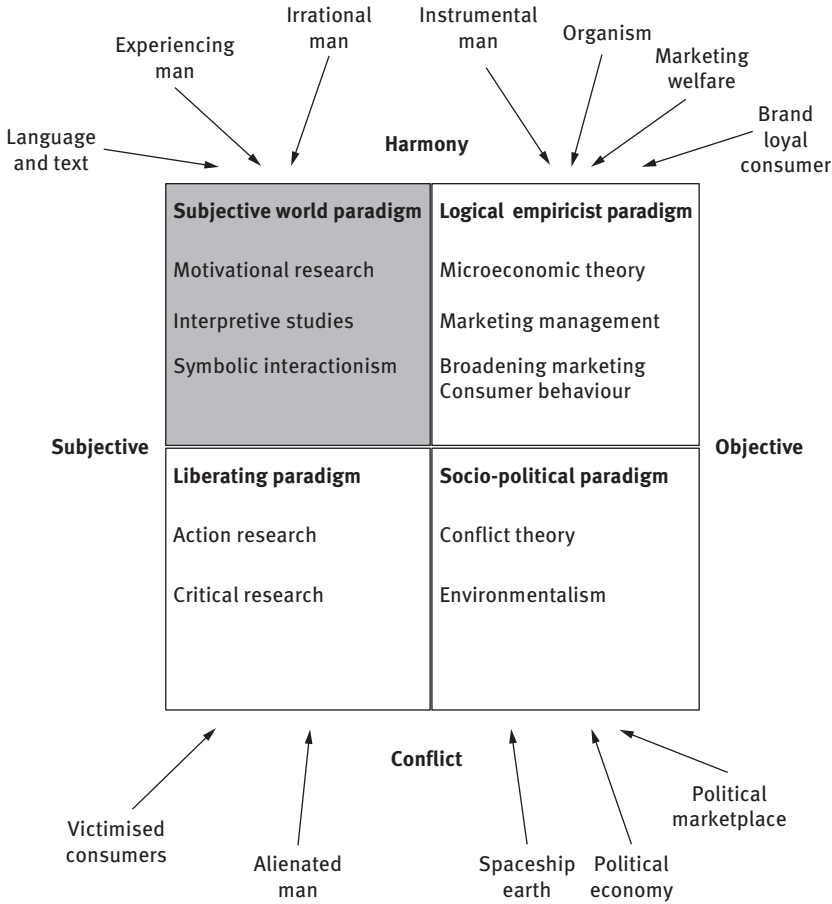 Irrational
man
Instrumental
man
Organism
Experiencing
man
Marketing
welfare
Language
and text
Brand
loyal
consumer
Harmony
Subjective world paradigm
Motivational research
Interpretive studies
Symbolic interactionism
Logical empiricist paradigm
Microeconomic theory
Marketing management
Broadening marketing
Consumer behaviour
Subjective
Objective
Liberating paradigm
Action research
Critical research
Socio-political paradigm
Conflict theory
Environmentalism
Conflict
Victimised
consumers
Alienated
man
Spaceship
earth
Political
economy
Political
marketplace